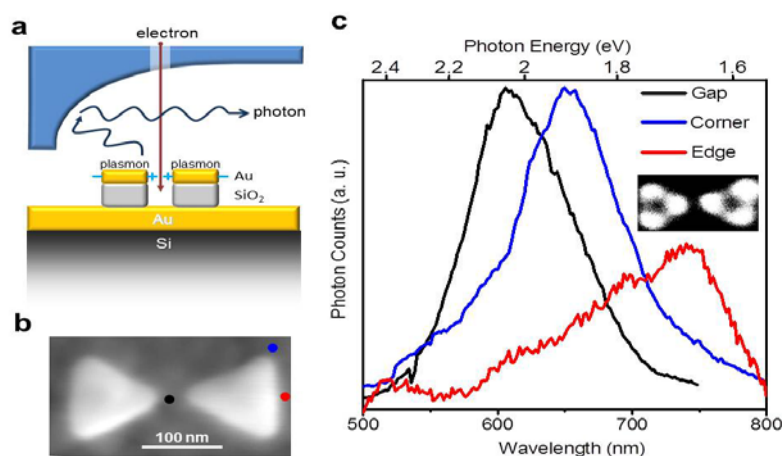 a
electron
photon
plasmon
plasmon
Au
SiO2
Au
Si
b
100 nm
c
Photon Energy (eV)
2.4 2.2 2 1.8 1.6
Gap
Corner
Edge
Photon Counts (a. u.)
500 600 700 800
Wavelength (nm)